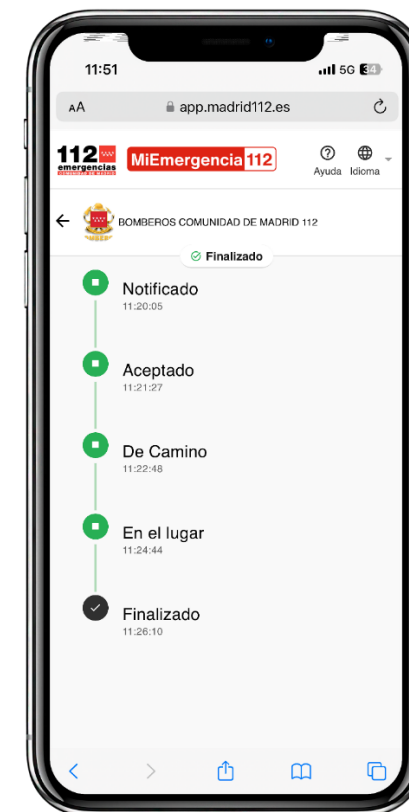 11:51
5G 34
AA
app.madrid112.es
112
emergencias
COMUNIDAD DE MADRID
MiEmergencia 112
Ayuda
Idioma
BOMBEROS COMUNIDAD DE MADRID 112
Finalizado
Notificado
11:20:05
Aceptado
11:21:27
De Camino
11:22:48
En el lugar
11:24:44
Finalizado
11:26:10